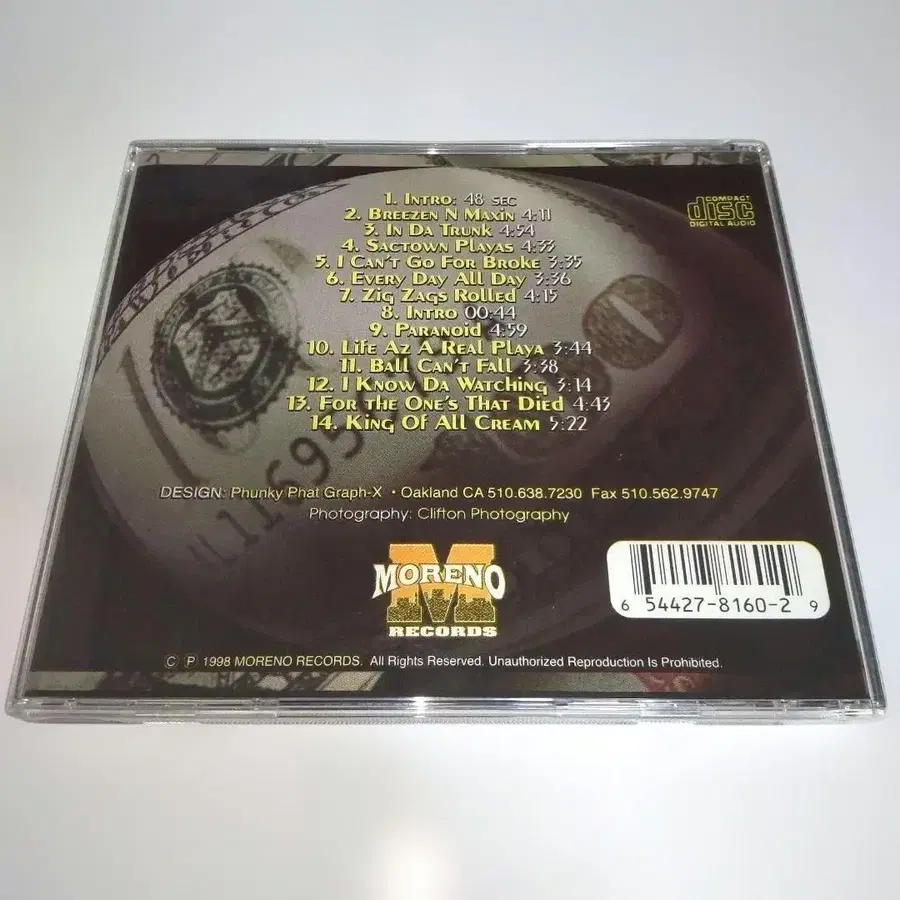 1. INTRO: 48 SEC
2. BREEZEN N MAXIN 4:11
3. IN DA TRUNK 4:54
4. SACTOWN PLAYAS 4:33
5. I CAN'T GO FOR BROKE 3:35
6. EVERY DAY ALL DAY 3:36
7. ZIG ZAGS ROLLED 4:15
8. INTRO 00:44
9. PARANOID 4:59
10. LIFE AZ A REAL PLAYA 3:44
11. BALL CAN'T FALL 3:38
12. I KNOW DA WATCHING 3:14
13. FOR THE ONE'S THAT DIED 4:43
14. KING OF ALL CREAM 5:22
COMPACT
disc
DIGITAL AUDIO
L11695
DESIGN: Phunky Phat Graph-X • Oakland CA 510.638.7230 Fax 510.562.9747
Photography: Clifton Photography
M
MORENO
RECORDS
6 54427-8160-2 9
© ℗ 1998 MORENO RECORDS. All Rights Reserved. Unauthorized Reproduction Is Prohibited.